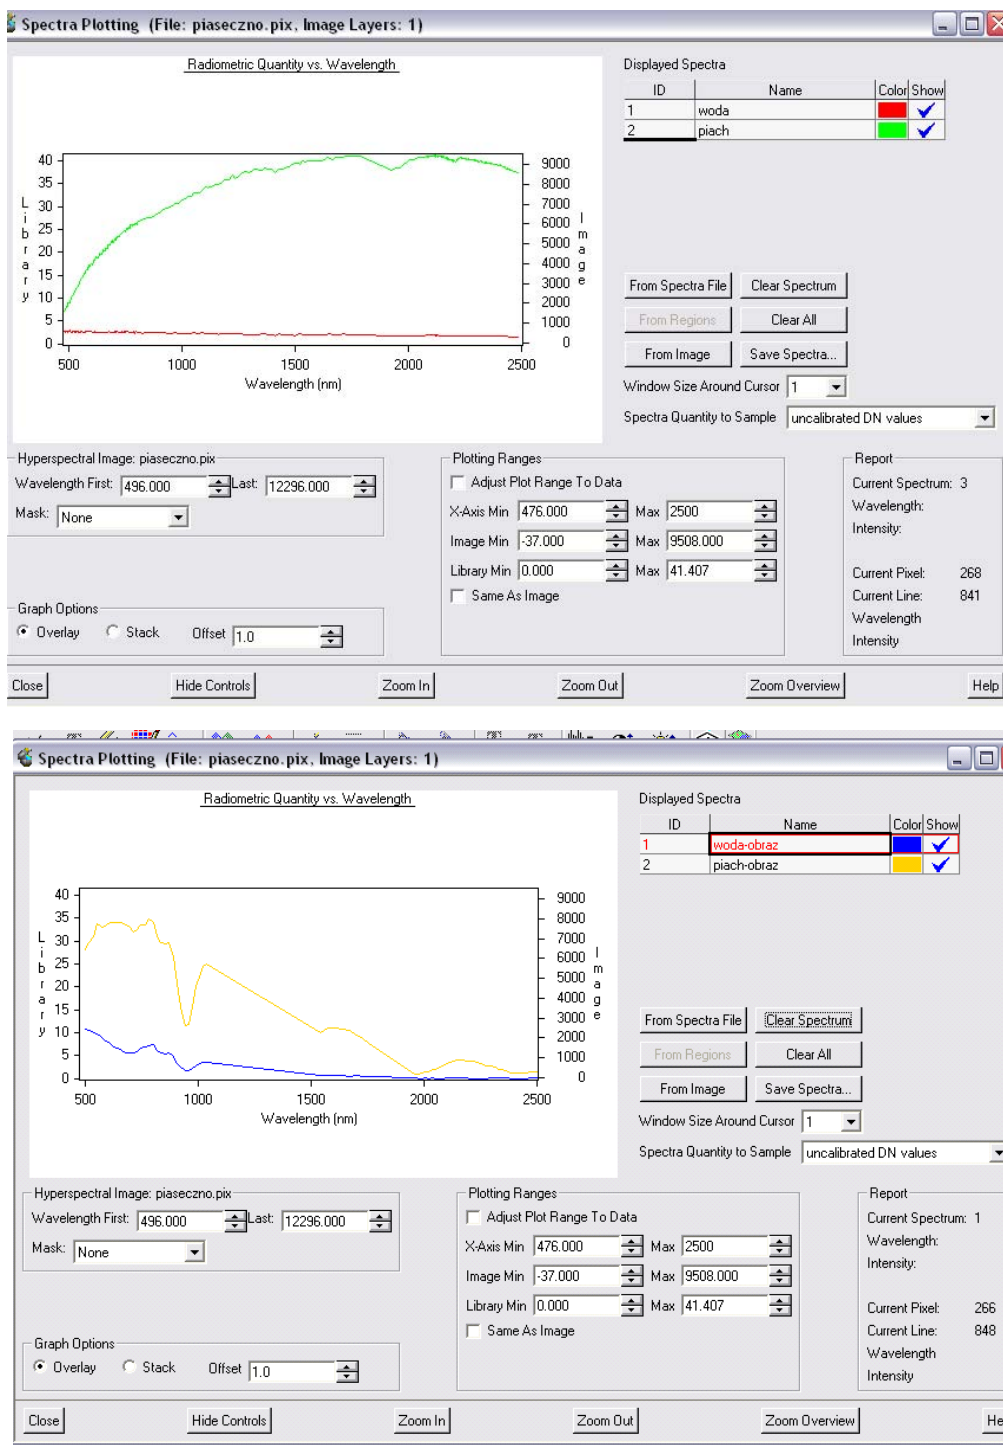 Spectra Plotting (File: piaseczno.pix, Image Layers: 1)
Radiometric Quantity vs. Wavelength
Displayed Spectra
ID Name Color Show
1 woda
2 piach
40
35
30
25
20
15
10
5
0
Library
9000
8000
7000
6000
5000
4000
3000
2000
1000
0
Image
500 1000 1500 2000 2500
Wavelength (nm)
From Spectra File Clear Spectrum
From Regions Clear All
From Image Save Spectra...
Window Size Around Cursor 1
Spectra Quantity to Sample uncalibrated DN values
Hyperspectral Image: piaseczno.pix
Wavelength First: 496.000 Last: 12296.000
Mask: None
Graph Options
Overlay Stack Offset 1.0
Plotting Ranges
Adjust Plot Range To Data
X-Axis Min 476.000 Max 2500
Image Min -37.000 Max 9508.000
Library Min 0.000 Max 41.407
Same As Image
Report
Current Spectrum: 3
Wavelength:
Intensity:
Current Pixel: 268
Current Line: 841
Wavelength
Intensity
Close Hide Controls Zoom In Zoom Out Zoom Overview Help
Spectra Plotting (File: piaseczno.pix, Image Layers: 1)
Radiometric Quantity vs. Wavelength
Displayed Spectra
ID Name Color Show
1 woda-obraz
2 piach-obraz
40
35
30
25
20
15
10
5
0
Library
9000
8000
7000
6000
5000
4000
3000
2000
1000
0
Image
500 1000 1500 2000 2500
Wavelength (nm)
From Spectra File Clear Spectrum
From Regions Clear All
From Image Save Spectra...
Window Size Around Cursor 1
Spectra Quantity to Sample uncalibrated DN values
Hyperspectral Image: piaseczno.pix
Wavelength First: 496.000 Last: 12296.000
Mask: None
Graph Options
Overlay Stack Offset 1.0
Plotting Ranges
Adjust Plot Range To Data
X-Axis Min 476.000 Max 2500
Image Min -37.000 Max 9508.000
Library Min 0.000 Max 41.407
Same As Image
Report
Current Spectrum: 1
Wavelength:
Intensity:
Current Pixel: 266
Current Line: 848
Wavelength
Intensity
Close Hide Controls Zoom In Zoom Out Zoom Overview He